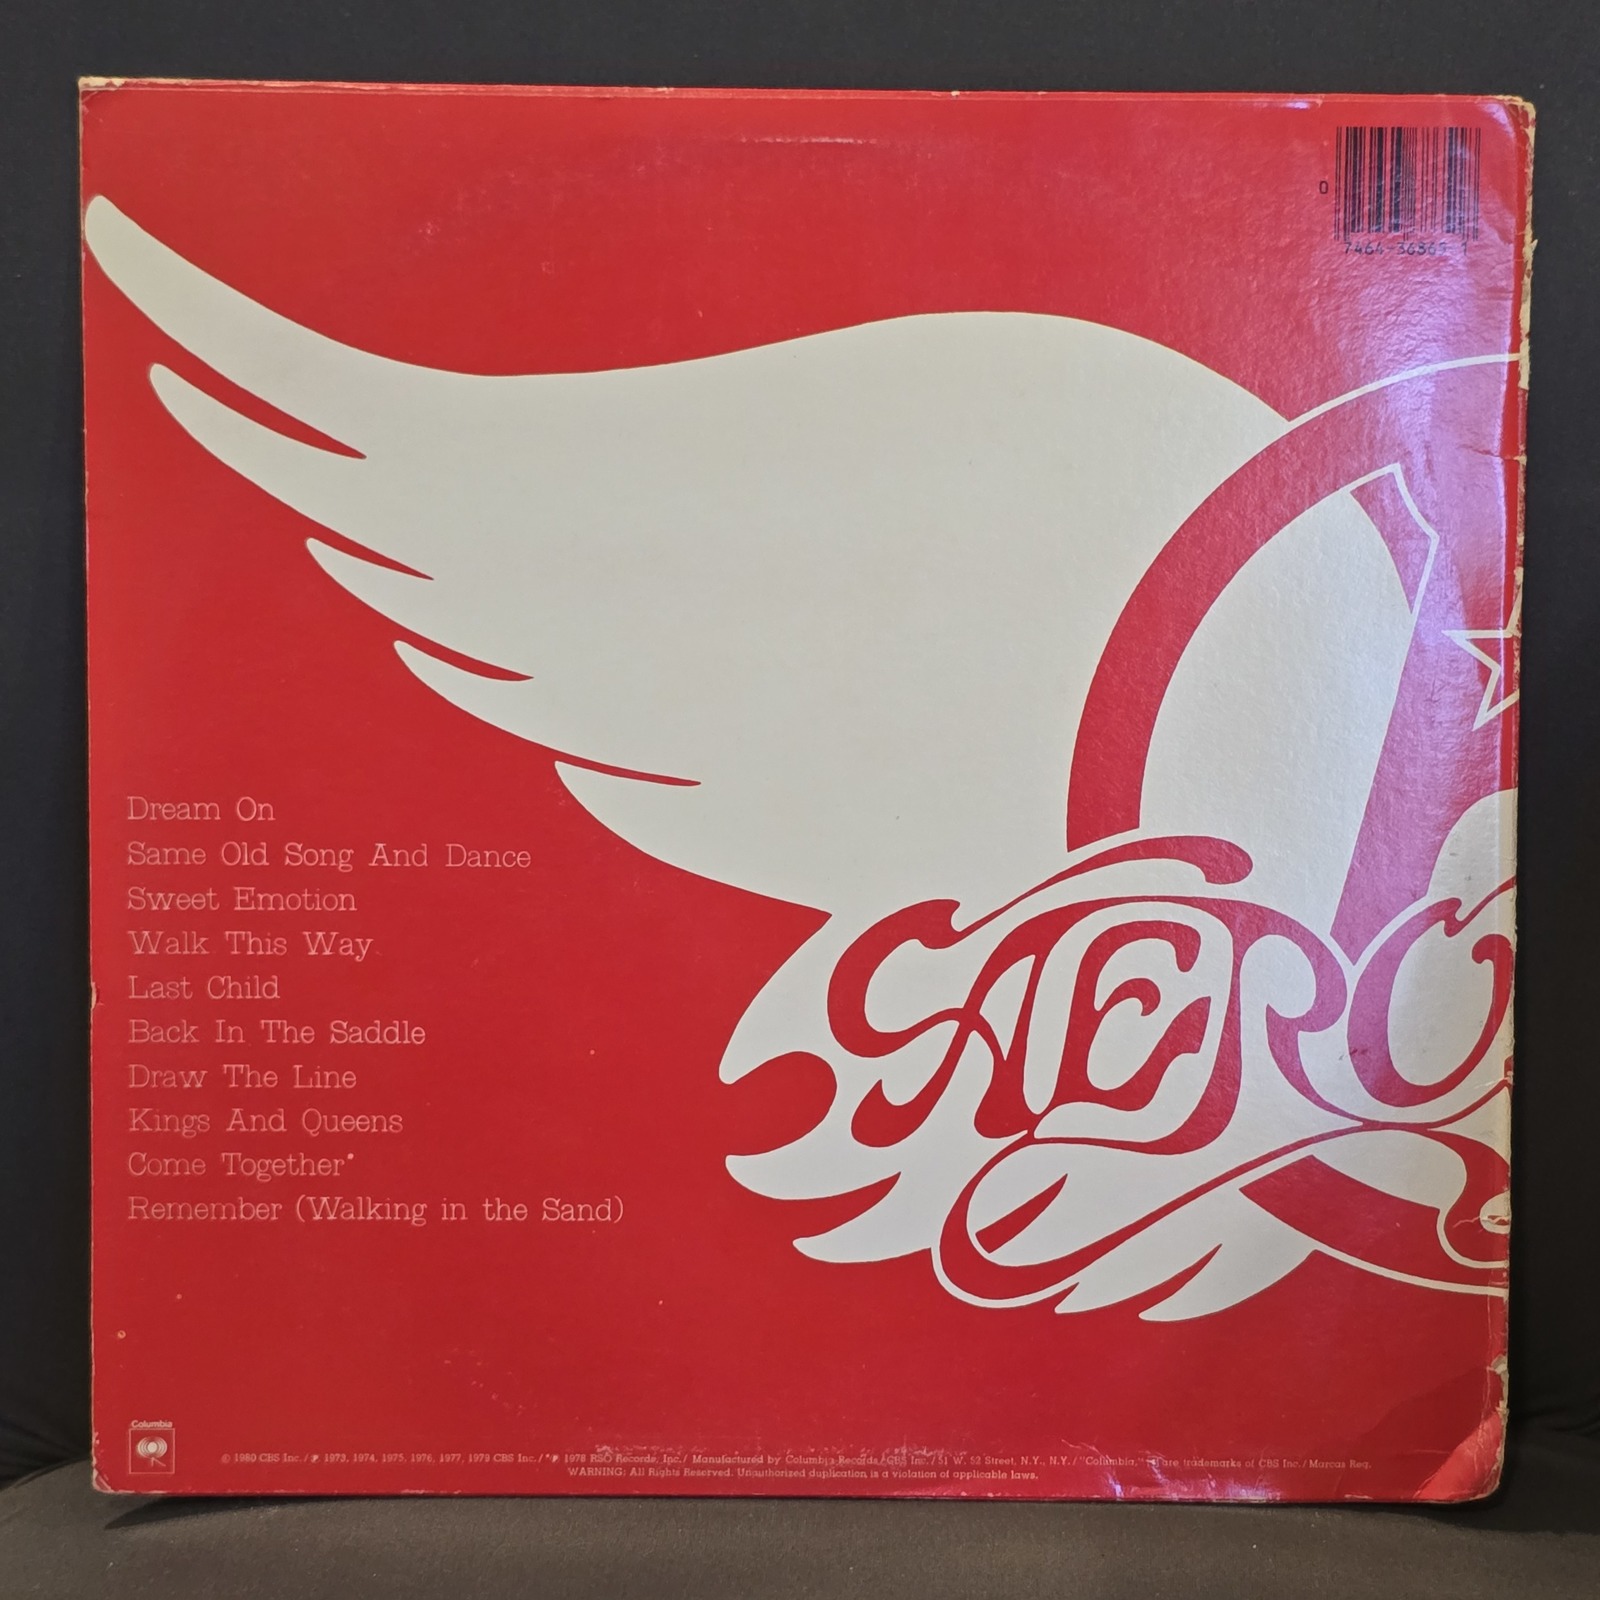 0
7464-36865 1
AERO
Dream On
Same Old Song And Dance
Sweet Emotion
Walk This Way
Last Child
Back In The Saddle
Draw The Line
Kings And Queens
Come Together*
Remember (Walking in the Sand)
Columbia
© 1980 CBS Inc. / ℗ 1973, 1974, 1975, 1976, 1977, 1979 CBS Inc. / *℗ 1978 RSO Records, Inc. / Manufactured by Columbia Records / CBS Inc. / 51 W. 52 Street, N.Y., N.Y. / "Columbia," are trademarks of CBS Inc. / Marcas Reg.
WARNING: All Rights Reserved. Unauthorized duplication is a violation of applicable laws.